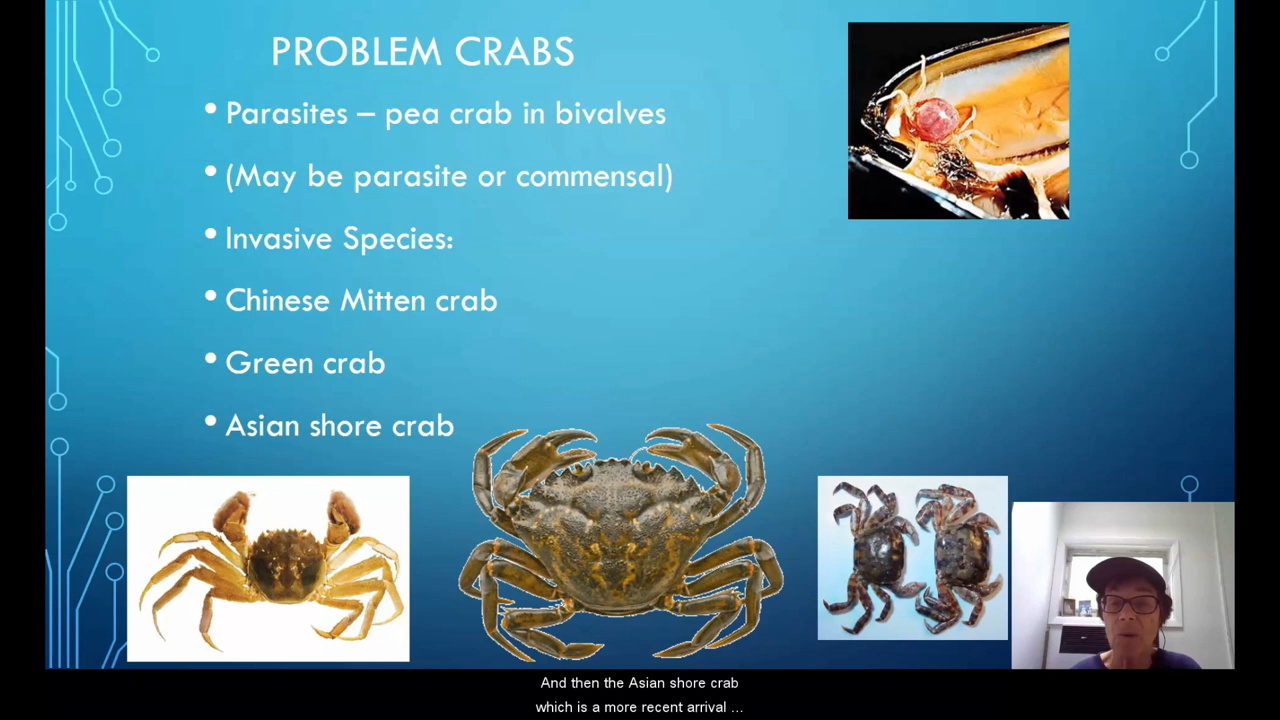 PROBLEM CRABS
• Parasites – pea crab in bivalves
• (May be parasite or commensal)
• Invasive Species:
• Chinese Mitten crab
• Green crab
• Asian shore crab
And then the Asian shore crab
which is a more recent arrival ...